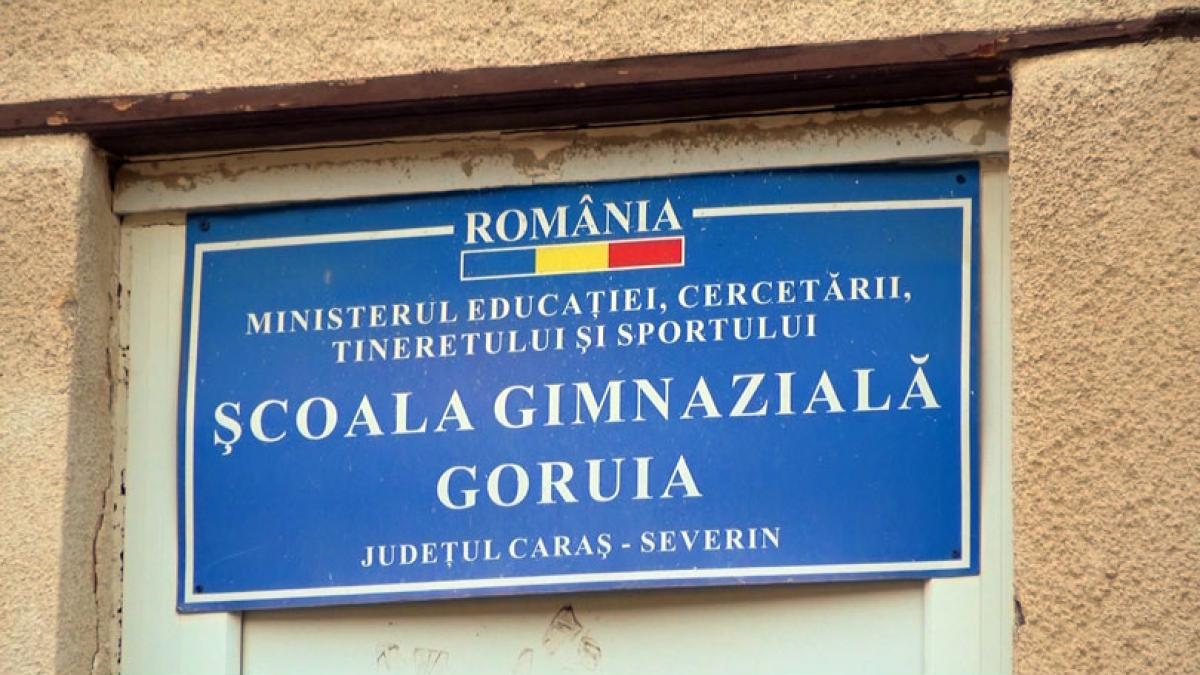 ROMÂNIA
MINISTERUL EDUCAŢIEI, CERCETĂRII,
TINERETULUI ŞI SPORTULUI
ŞCOALA GIMNAZIALĂ
GORUIA
JUDEŢUL CARAŞ - SEVERIN